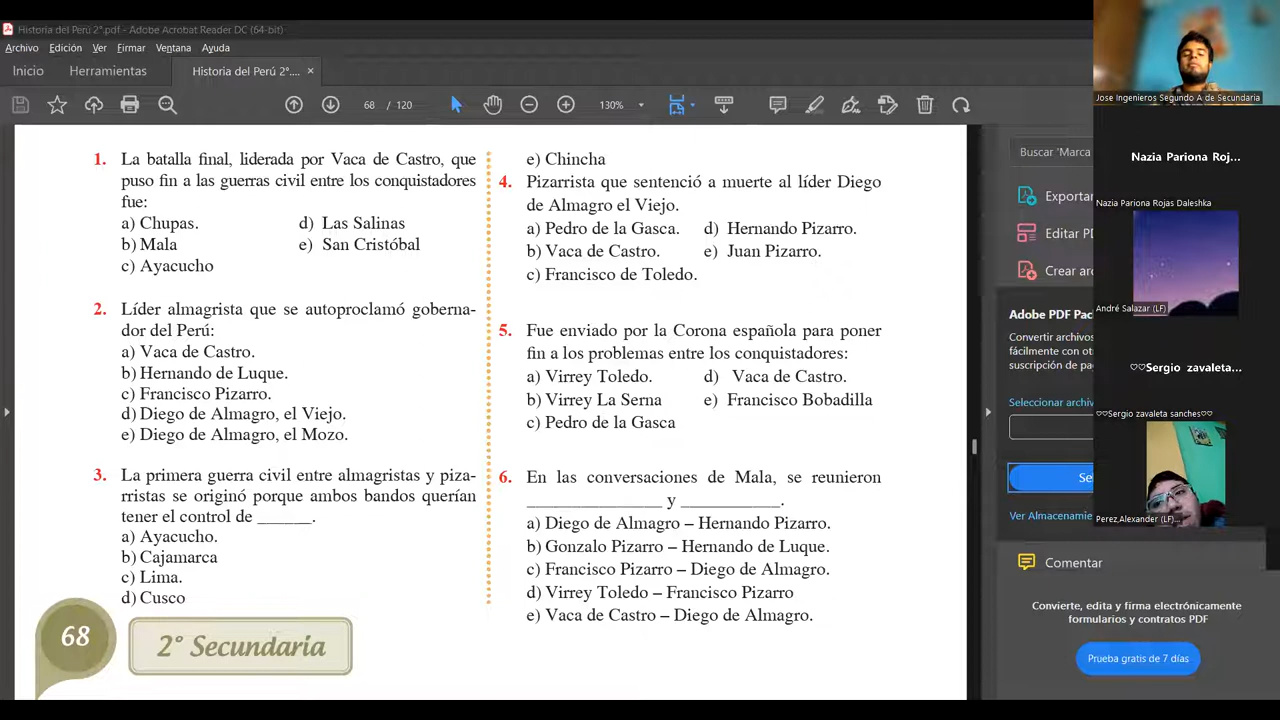 Historia del Perú 2°.pdf - Adobe Acrobat Reader DC (64-bit)
Archivo Edición Ver Firmar Ventana Ayuda
Inicio Herramientas Historia del Perú 2°.... ×
68 / 120 130%
1. La batalla final, liderada por Vaca de Castro, que
puso fin a las guerras civil entre los conquistadores
fue:
a) Chupas. d) Las Salinas
b) Mala e) San Cristóbal
c) Ayacucho
2. Líder almagrista que se autoproclamó goberna-
dor del Perú:
a) Vaca de Castro.
b) Hernando de Luque.
c) Francisco Pizarro.
d) Diego de Almagro, el Viejo.
e) Diego de Almagro, el Mozo.
3. La primera guerra civil entre almagristas y piza-
rristas se originó porque ambos bandos querían
tener el control de ______.
a) Ayacucho.
b) Cajamarca
c) Lima.
d) Cusco
68
2° Secundaria
e) Chincha
4. Pizarrista que sentenció a muerte al líder Diego
de Almagro el Viejo.
a) Pedro de la Gasca. d) Hernando Pizarro.
b) Vaca de Castro. e) Juan Pizarro.
c) Francisco de Toledo.
5. Fue enviado por la Corona española para poner
fin a los problemas entre los conquistadores:
a) Virrey Toledo. d) Vaca de Castro.
b) Virrey La Serna e) Francisco Bobadilla
c) Pedro de la Gasca
6. En las conversaciones de Mala, se reunieron
______________ y __________.
a) Diego de Almagro – Hernando Pizarro.
b) Gonzalo Pizarro – Hernando de Luque.
c) Francisco Pizarro – Diego de Almagro.
d) Virrey Toledo – Francisco Pizarro
e) Vaca de Castro – Diego de Almagro.
Buscar 'Marca
Exportar
Editar PD
Crear arc
Adobe PDF Pac
Convertir archivos
fácilmente con otr
suscripción de pa
Seleccionar archiv
Se
Ver Almacenamie
Comentar
Convierte, edita y firma electrónicamente
formularios y contratos PDF
Prueba gratis de 7 días
Jose Ingenieros Segundo A de Secundaria
Nazia Pariona Roj...
Nazia Pariona Rojas Daleshka
André Salazar (LF)
♡♡Sergio zavaleta...
♡♡Sergio zavaleta sanches♡♡
Perez,Alexander (LF)...